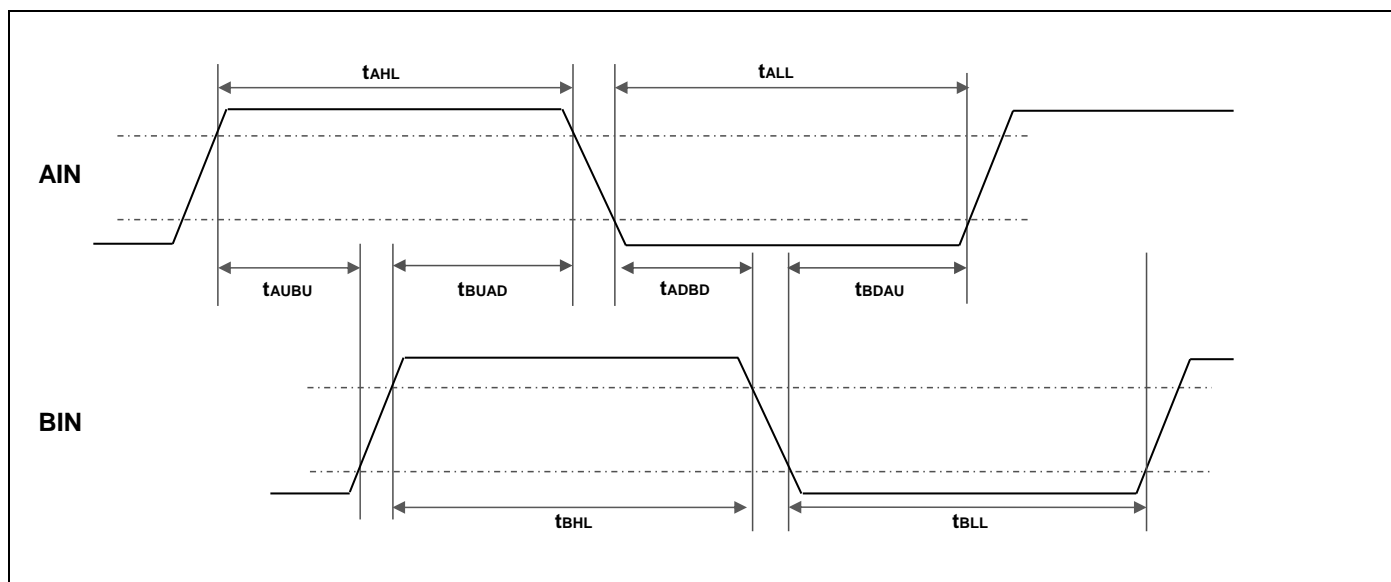 tAHL
tALL
AIN
tAUBU
tBUAD
tADBD
tBDAU
BIN
tBHL
tBLL